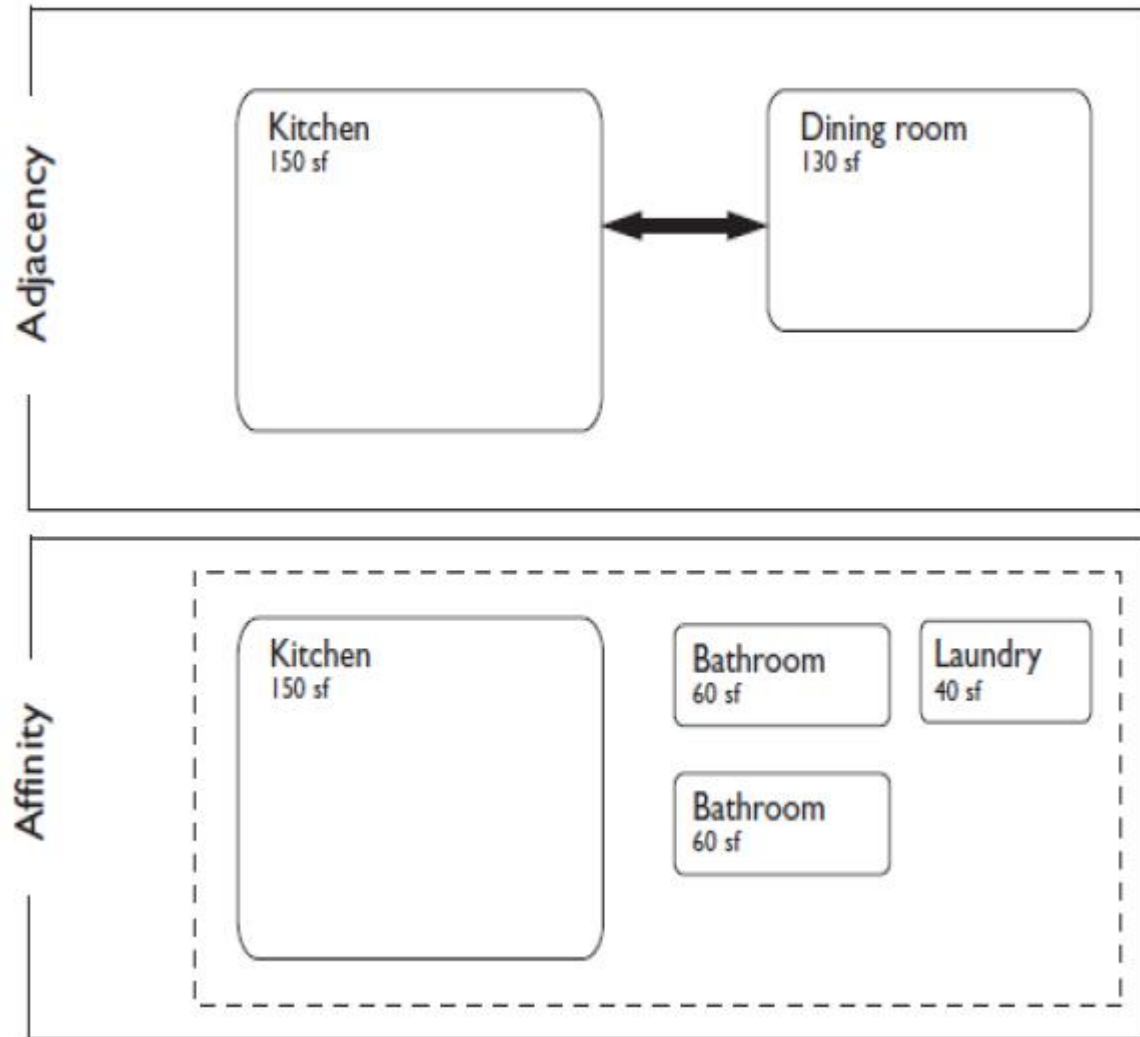 Adjacency
Kitchen
150 sf
Dining room
130 sf
Affinity
Kitchen
150 sf
Bathroom
60 sf
Laundry
40 sf
Bathroom
60 sf